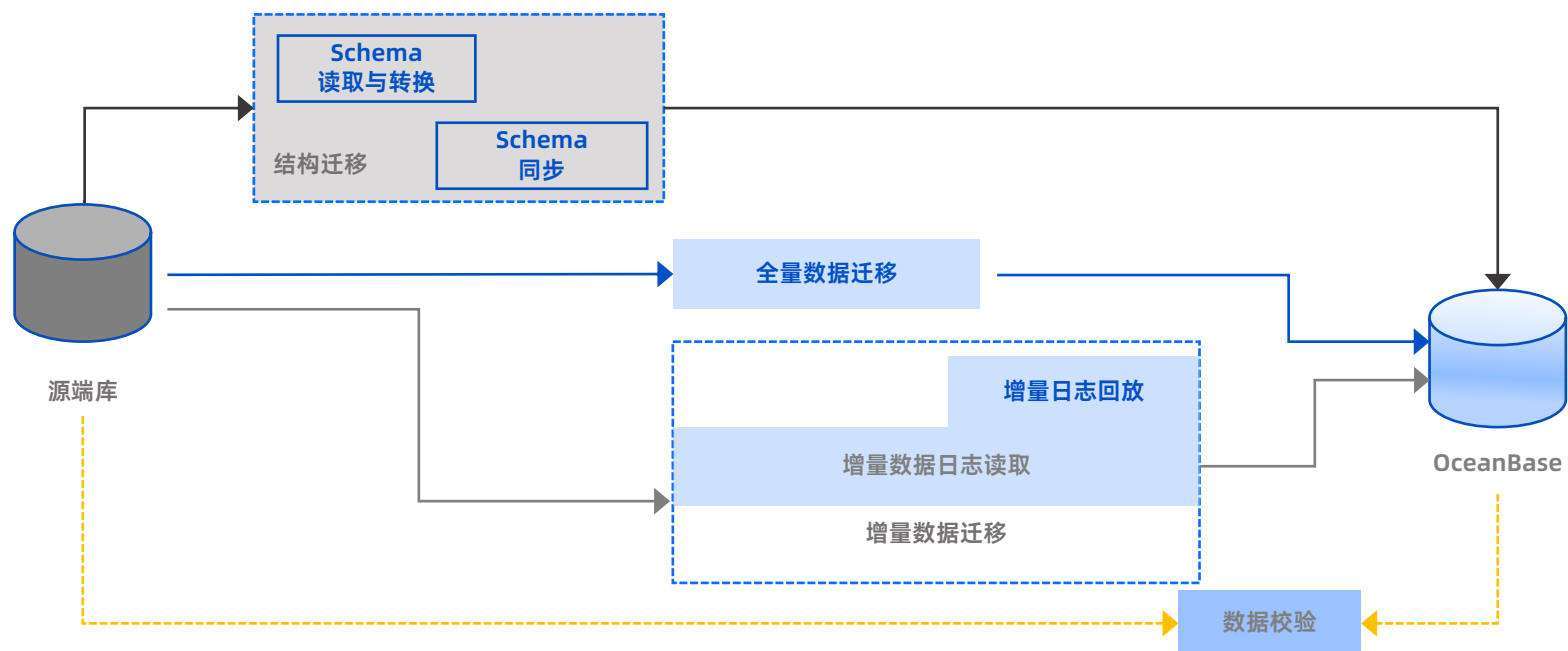 Schema
读取与转换
Schema
同步
结构迁移
全量数据迁移
源端库
增量日志回放
增量数据日志读取
增量数据迁移
OceanBase
数据校验